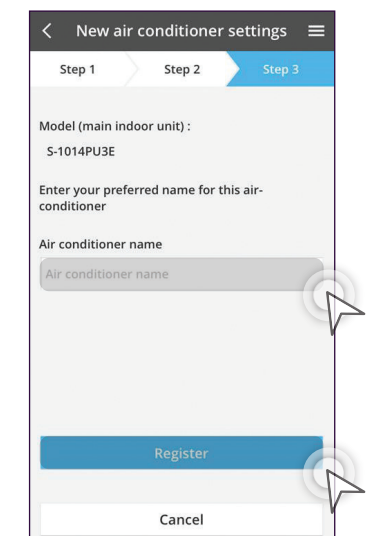 New air conditioner settings
Step 1 Step 2 Step 3
Model (main indoor unit) :
S-1014PU3E
Enter your preferred name for this air-
conditioner
Air conditioner name
Air conditioner name
Register
Cancel